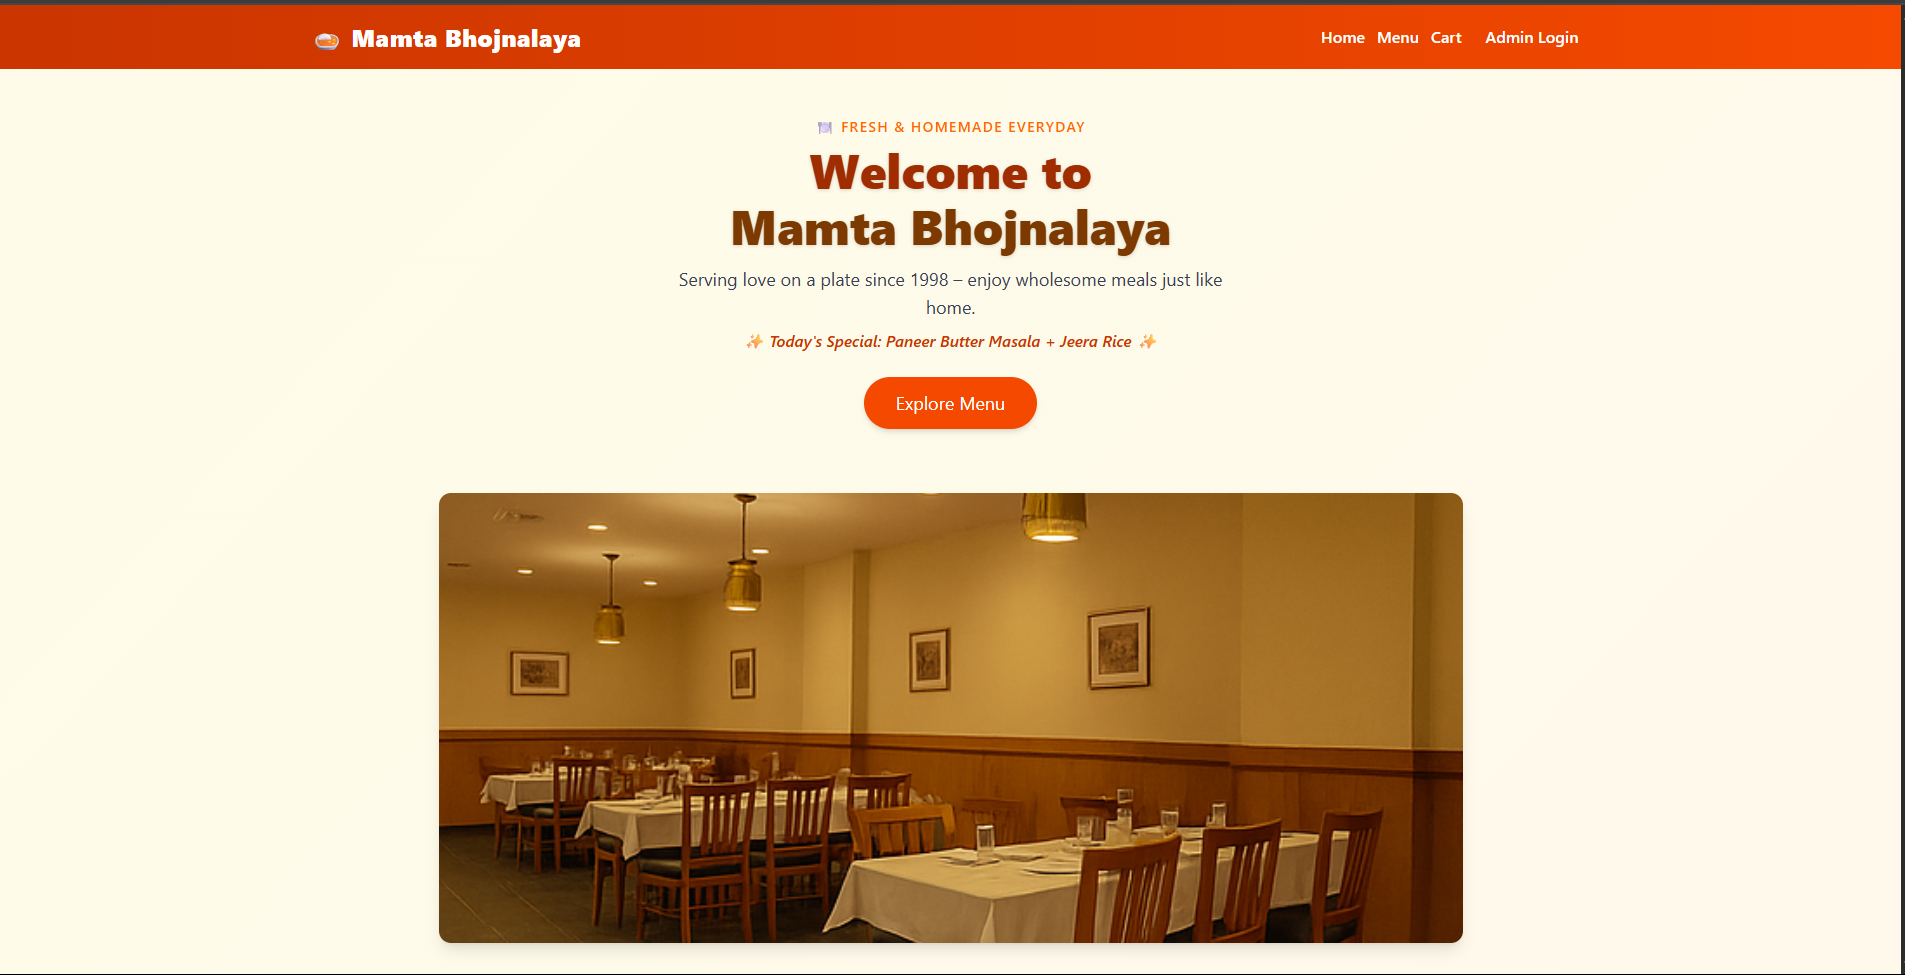 Mamta Bhojnalaya
Home Menu Cart Admin Login
FRESH & HOMEMADE EVERYDAY
Welcome to
Mamta Bhojnalaya
Serving love on a plate since 1998 – enjoy wholesome meals just like
home.
✨ Today's Special: Paneer Butter Masala + Jeera Rice ✨
Explore Menu